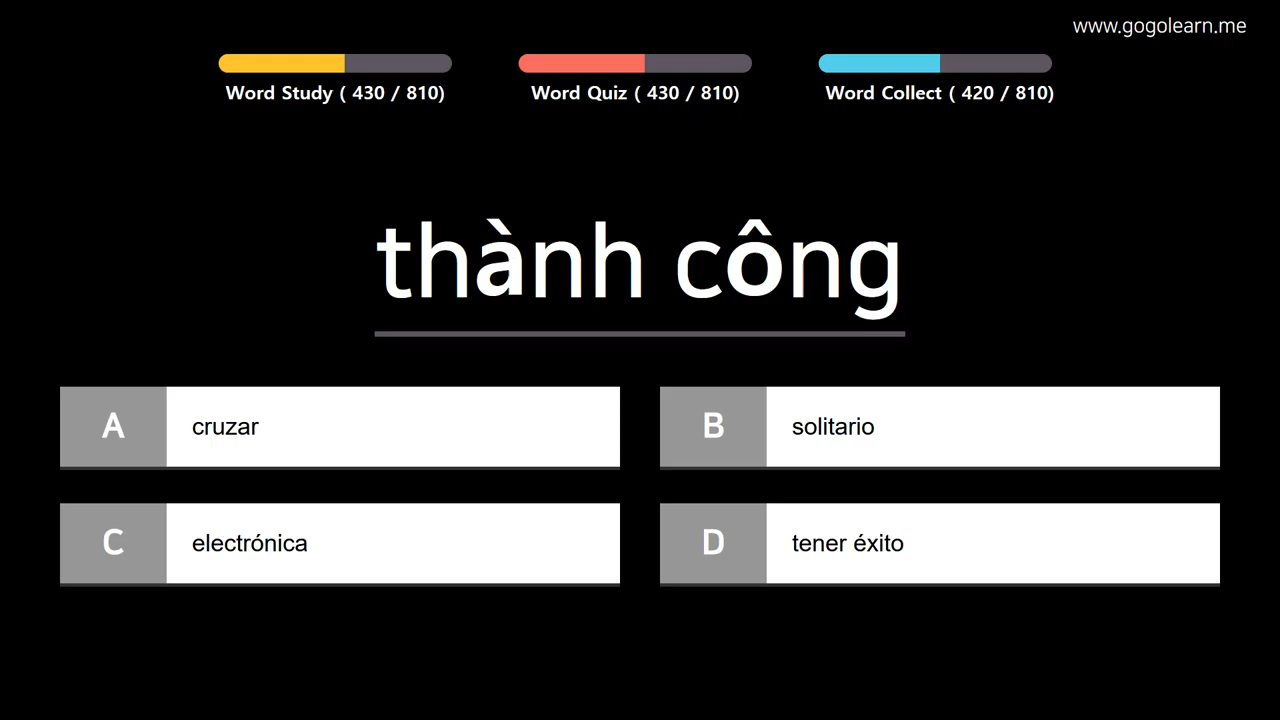 www.gogolearn.me
Word Study ( 430 / 810)
Word Quiz ( 430 / 810)
Word Collect ( 420 / 810)
thành công
A cruzar
B solitario
C electrónica
D tener éxito